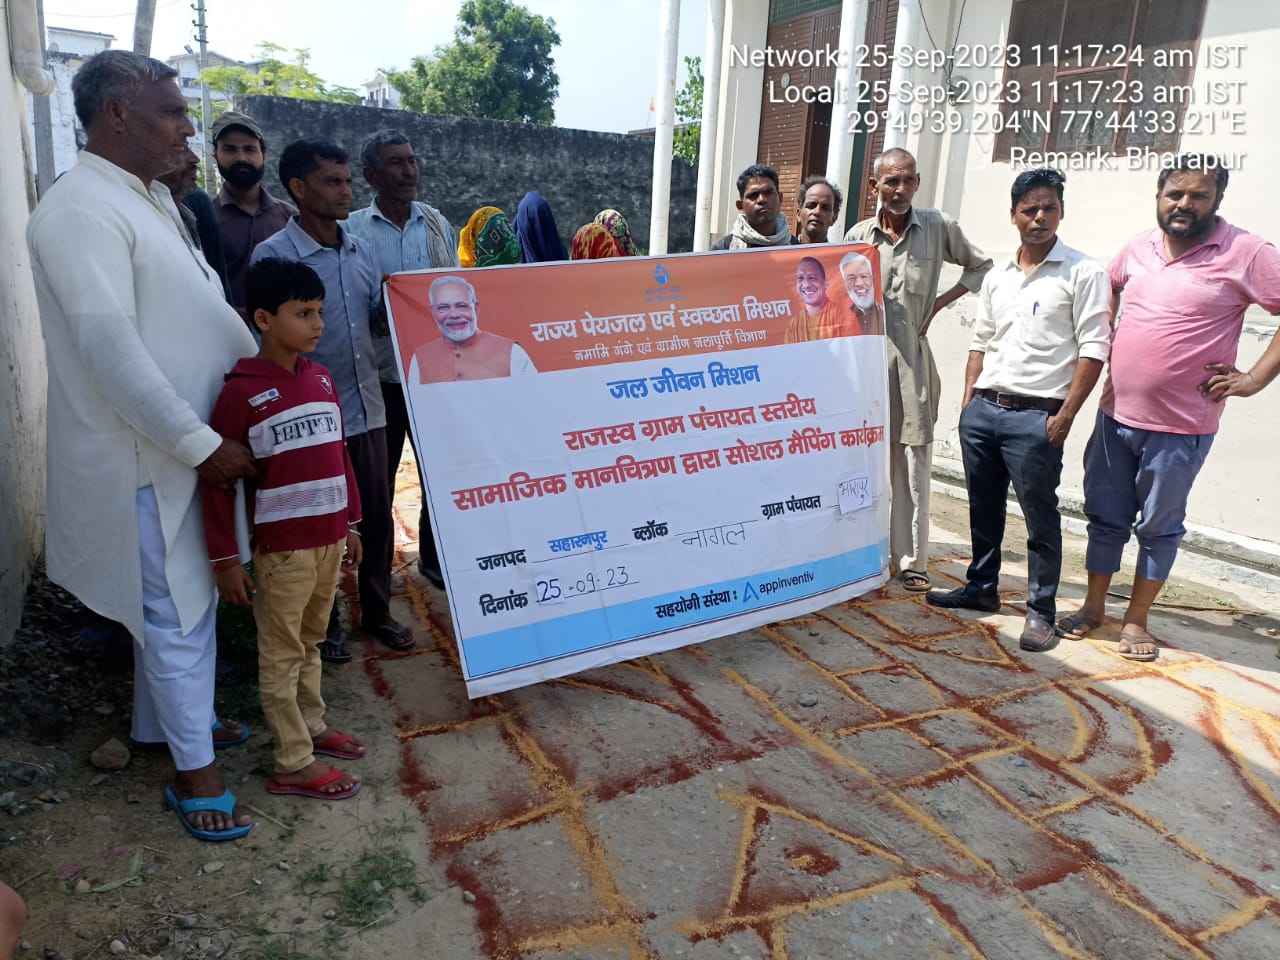 Network: 25-Sep-2023 11:17:24 am IST
Local: 25-Sep-2023 11:17:23 am IST
29°49'39.204"N 77°44'33.21"E
Remark: Bharapur
राज्य पेयजल एवं स्वच्छता मिशन
नमामि गंगे एवं ग्रामीण जलापूर्ति विभाग
जल जीवन मिशन
राजस्व ग्राम पंचायत स्तरीय
सामाजिक मानचित्रण द्वारा सोशल मैपिंग कार्यक्रम
जनपद सहारनपुर ब्लॉक नागल ग्राम पंचायत भारापुर
दिनांक 25-09-23
सहयोगी संस्था : appinventiv
Ferrari